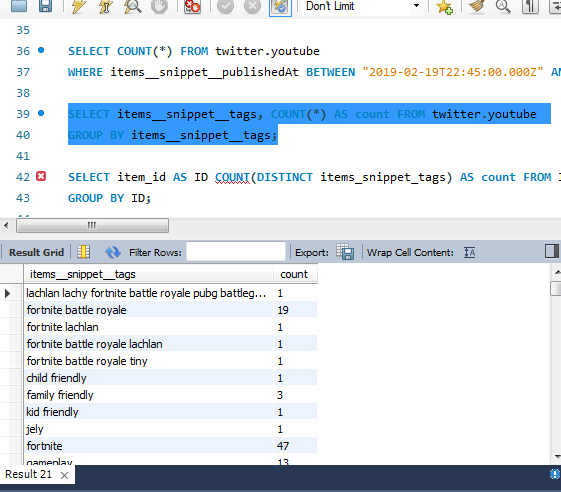 Don't Limit
35
36 SELECT COUNT(*) FROM twitter.youtube
37 WHERE items__snippet__publishedAt BETWEEN "2019-02-19T22:45:00.000Z" AN
38
39 SELECT items__snippet__tags, COUNT(*) AS count FROM twitter.youtube
40 GROUP BY items__snippet__tags;
41
42 SELECT item_id AS ID COUNT(DISTINCT items_snippet_tags) AS count FROM
43 GROUP BY ID;
Result Grid Filter Rows: Export: Wrap Cell Content: IA
items__snippet__tags count
lachlan lachy fortnite battle royale pubg battleg... 1
fortnite battle royale 19
fortnite lachlan 1
fortnite battle royale lachlan 1
fortnite battle royale tiny 1
child friendly 1
family friendly 3
kid friendly 1
jely 1
fortnite 47
gameplay 13
Result 21